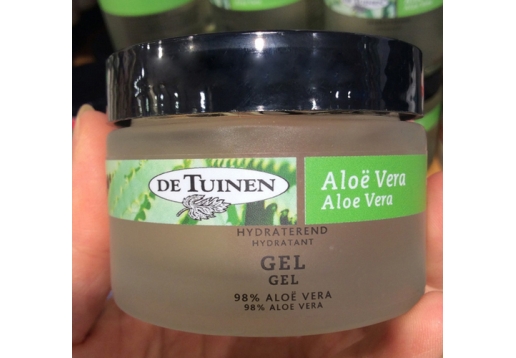 DE TUINEN
Aloë Vera
Aloe Vera
HYDRATEREND
HYDRATANT
GEL
GEL
98% ALOË VERA
98% ALOE VERA